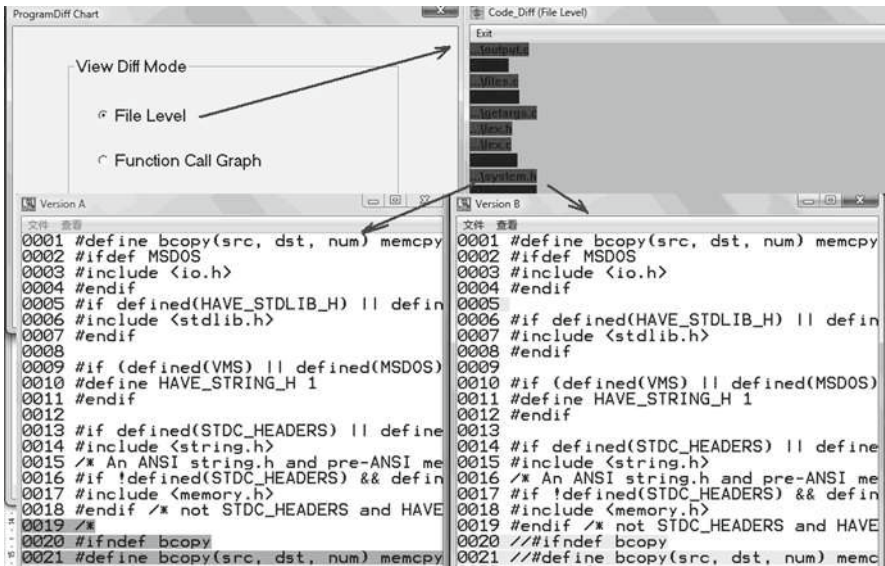 ProgramDiff Chart
View Diff Mode
File Level
Function Call Graph
Code_Diff (File Level)
Exit
...\output.c
...\files.c
...\getargs.c
...\lex.h
...\lex.c
...\system.h
Version A
文件 查看
0001 #define bcopy(src, dst, num) memcpy
0002 #ifdef MSDOS
0003 #include <io.h>
0004 #endif
0005 #if defined(HAVE_STDLIB_H) || defin
0006 #include <stdlib.h>
0007 #endif
0008
0009 #if (defined(VMS) || defined(MSDOS)
0010 #define HAVE_STRING_H 1
0011 #endif
0012
0013 #if defined(STDC_HEADERS) || define
0014 #include <string.h>
0015 /* An ANSI string.h and pre-ANSI me
0016 #if !defined(STDC_HEADERS) && defin
0017 #include <memory.h>
0018 #endif /* not STDC_HEADERS and HAVE
0019 /*
0020 #ifndef bcopy
0021 #define bcopy(src, dst, num) memcpy
Version B
文件 查看
0001 #define bcopy(src, dst, num) memcpy
0002 #ifdef MSDOS
0003 #include <io.h>
0004 #endif
0005
0006 #if defined(HAVE_STDLIB_H) || defin
0007 #include <stdlib.h>
0008 #endif
0009
0010 #if (defined(VMS) || defined(MSDOS)
0011 #define HAVE_STRING_H 1
0012 #endif
0013
0014 #if defined(STDC_HEADERS) || define
0015 #include <string.h>
0016 /* An ANSI string.h and pre-ANSI me
0017 #if !defined(STDC_HEADERS) && defin
0018 #include <memory.h>
0019 #endif /* not STDC_HEADERS and HAVE
0020 //#ifndef bcopy
0021 //#define bcopy(src, dst, num) memc